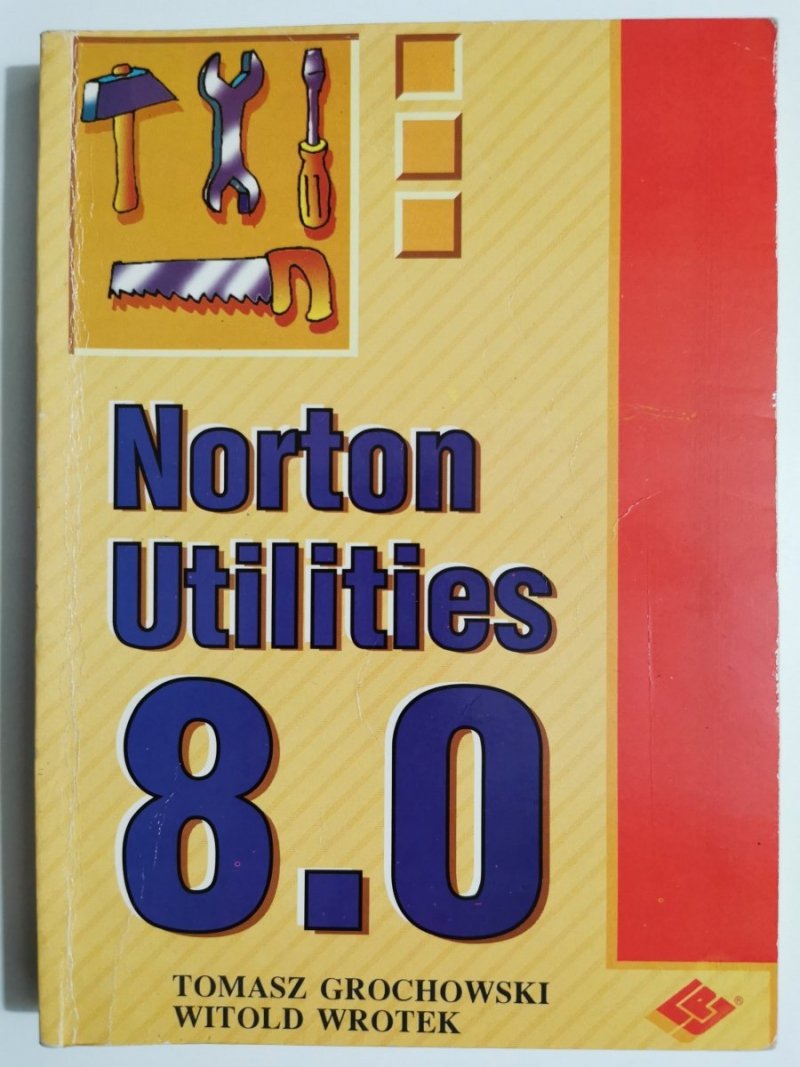 Norton
Utilities
8.0
TOMASZ GROCHOWSKI
WITOLD WROTEK